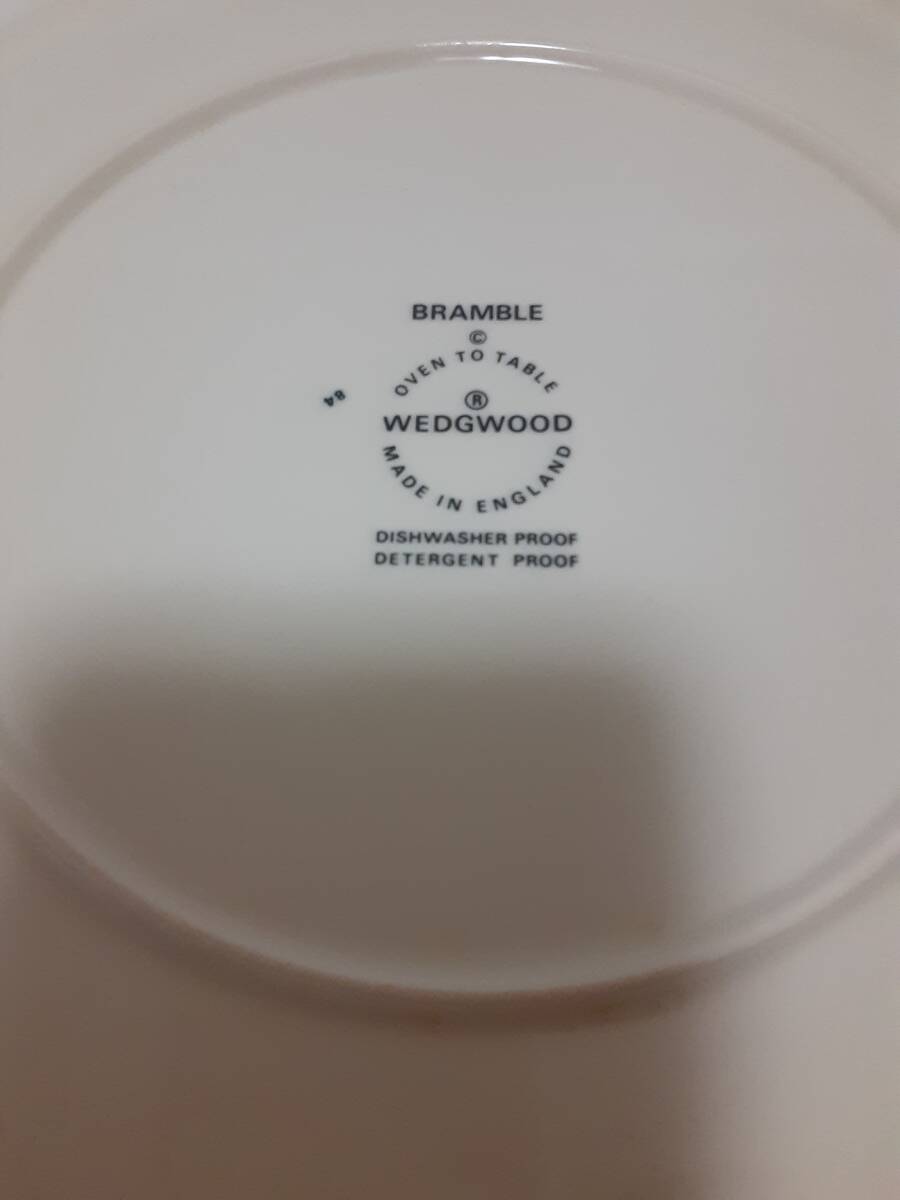 BRAMBLE
©
OVEN TO TABLE
84
®
WEDGWOOD
MADE IN ENGLAND
DISHWASHER PROOF
DETERGENT PROOF